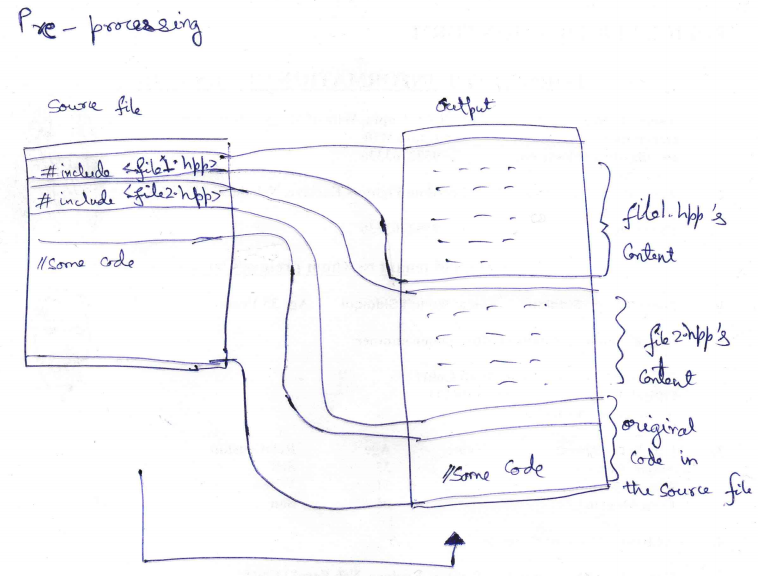 Pre-processing
Source file
output
#include <file1.hpp>
# include <file2.hpp>
//some code
file1.hpp's
Content
file2.hpp's
Content
original
code in
the source file
//Some Code